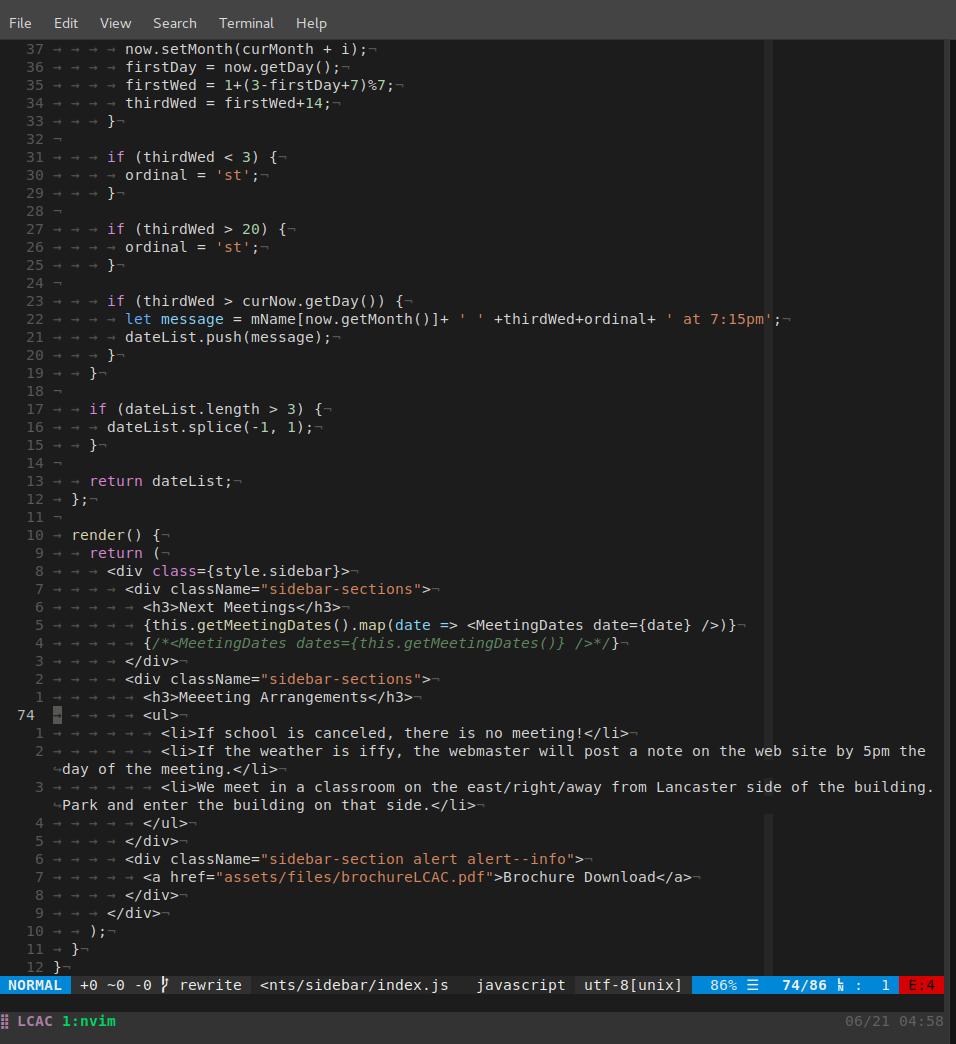 File Edit View Search Terminal Help
37 → → → → now.setMonth(curMonth + i);¬
36 → → → → firstDay = now.getDay();¬
35 → → → → firstWed = 1+(3-firstDay+7)%7;¬
34 → → → → thirdWed = firstWed+14;¬
33 → → → }¬
32 ¬
31 → → → if (thirdWed < 3) {¬
30 → → → → ordinal = 'st';¬
29 → → → }¬
28 ¬
27 → → → if (thirdWed > 20) {¬
26 → → → → ordinal = 'st';¬
25 → → → }¬
24 ¬
23 → → → if (thirdWed > curNow.getDay()) {¬
22 → → → → let message = mName[now.getMonth()]+ ' ' +thirdWed+ordinal+ ' at 7:15pm';¬
21 → → → → dateList.push(message);¬
20 → → → }¬
19 → → }¬
18 ¬
17 → → if (dateList.length > 3) {¬
16 → → → dateList.splice(-1, 1);¬
15 → → }¬
14 ¬
13 → → return dateList;¬
12 → };¬
11 ¬
10 → render() {¬
9 → → return (¬
8 → → → <div class={style.sidebar}>¬
7 → → → → <div className="sidebar-sections">¬
6 → → → → → <h3>Next Meetings</h3>¬
5 → → → → → {this.getMeetingDates().map(date => <MeetingDates date={date} />)}¬
4 → → → → → {/*<MeetingDates dates={this.getMeetingDates()} />*/}¬
3 → → → → </div>¬
2 → → → → <div className="sidebar-sections">¬
1 → → → → → <h3>Meeeting Arrangements</h3>¬
74 → → → → → <ul>¬
1 → → → → → → <li>If school is canceled, there is no meeting!</li>¬
2 → → → → → → <li>If the weather is iffy, the webmaster will post a note on the web site by 5pm the
↪day of the meeting.</li>¬
3 → → → → → → <li>We meet in a classroom on the east/right/away from Lancaster side of the building.
↪Park and enter the building on that side.</li>¬
4 → → → → → </ul>¬
5 → → → → </div>¬
6 → → → → <div className="sidebar-section alert alert--info">¬
7 → → → → → <a href="assets/files/brochureLCAC.pdf">Brochure Download</a>¬
8 → → → → </div>¬
9 → → → </div>¬
10 → → );¬
11 → }¬
12 }¬
NORMAL +0 ~0 -0 rewrite <nts/sidebar/index.js javascript utf-8[unix] 86% ☰ 74/86 : 1 E:4
LCAC 1:nvim 06/21 04:58